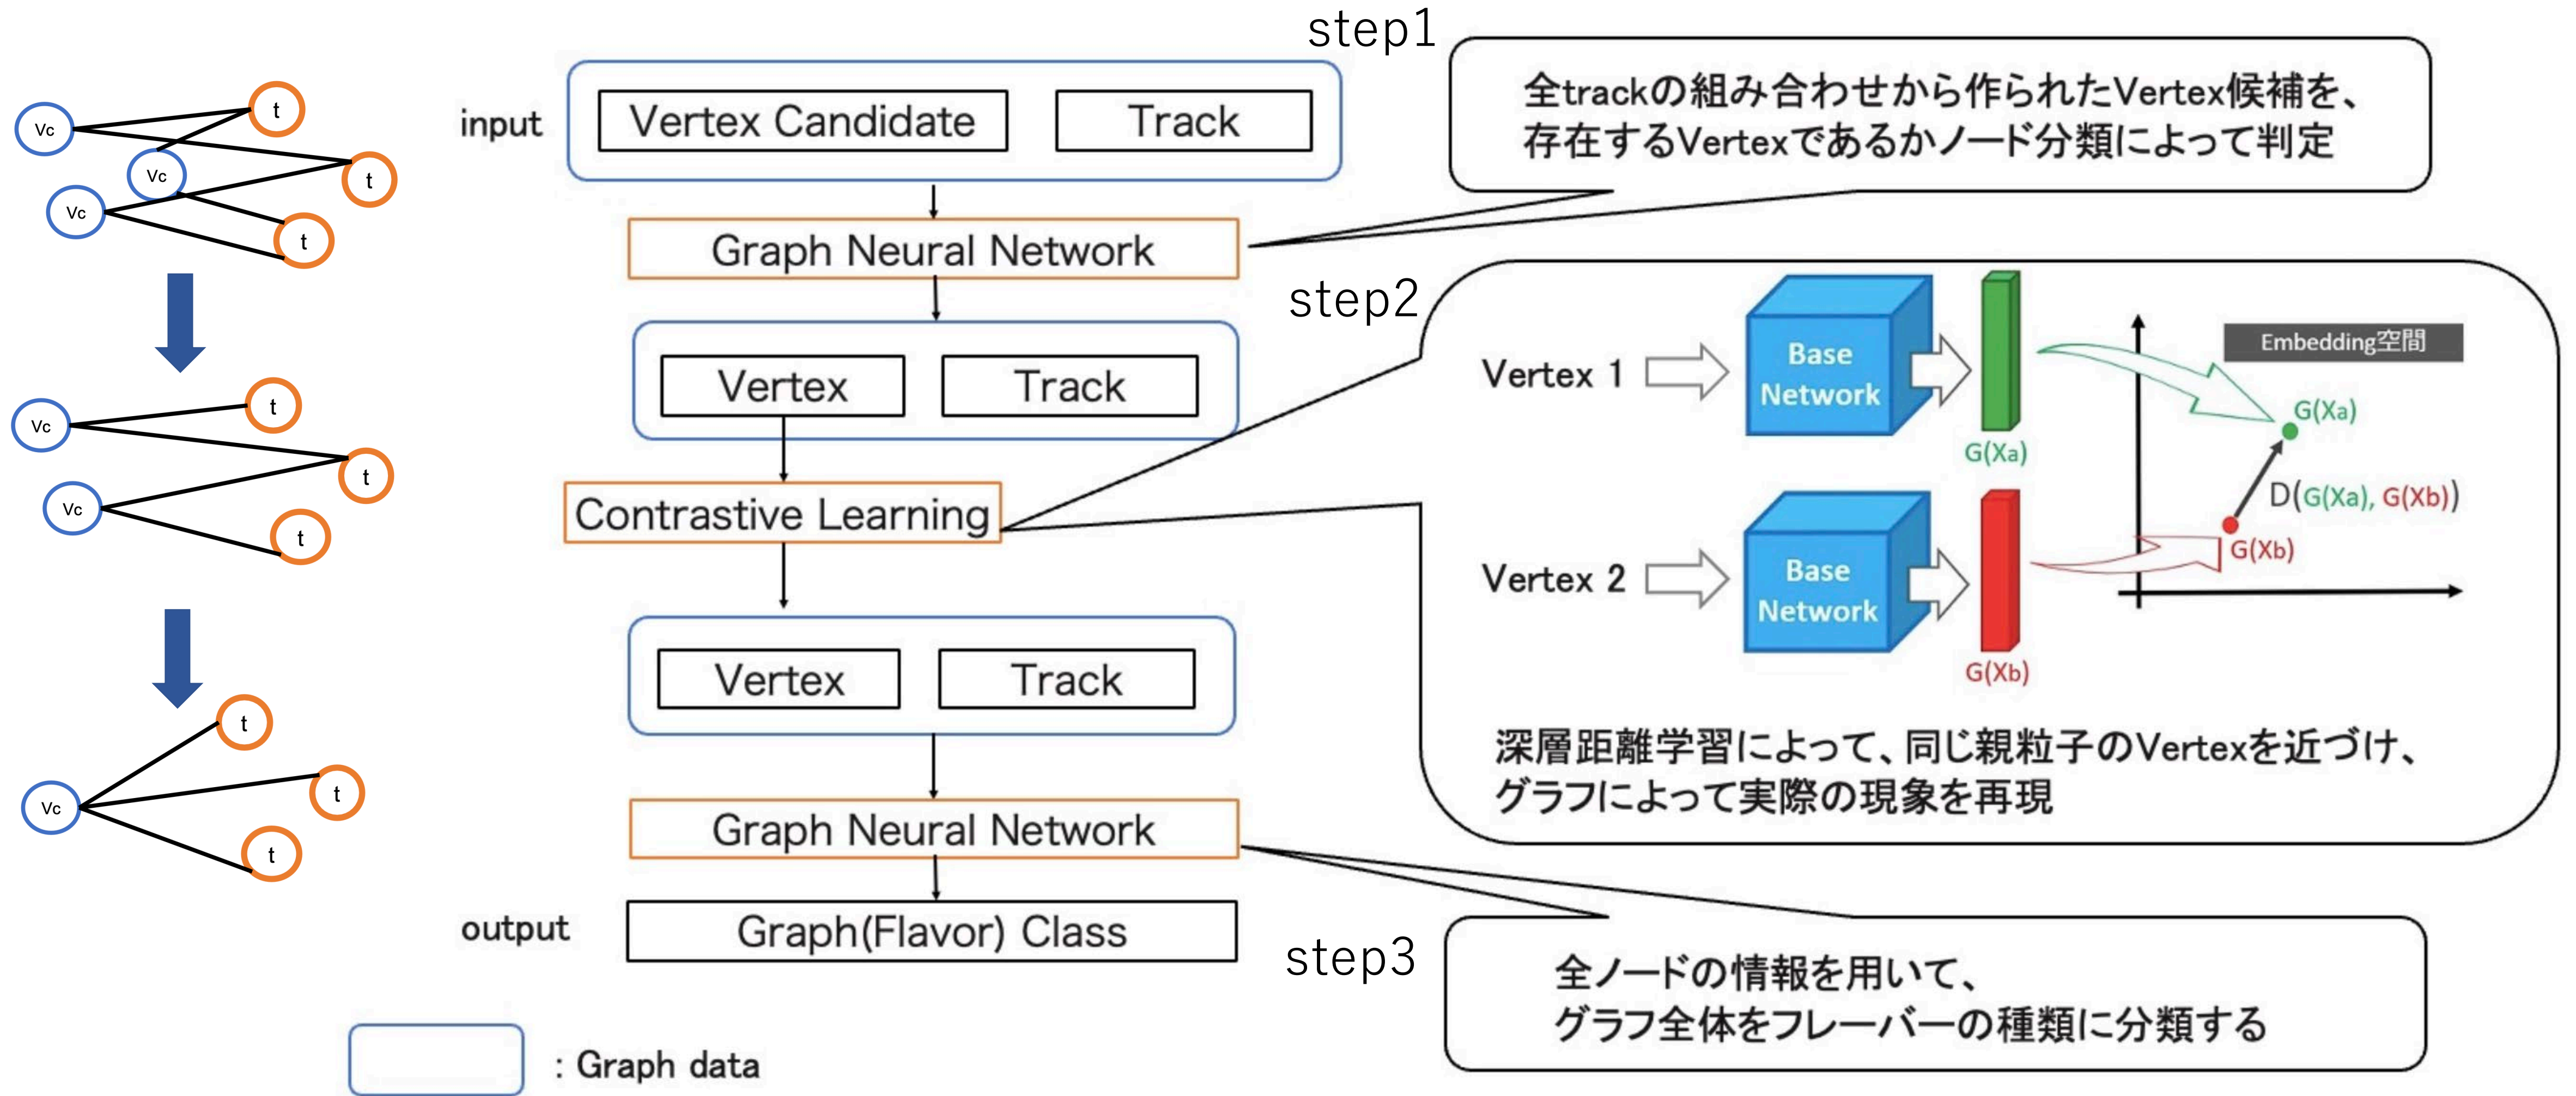 step1
input
Vertex Candidate
Track
全trackの組み合わせから作られたVertex候補を、
存在するVertexであるかノード分類によって判定
Vc
t
Vc
t
Vc
t
Graph Neural Network
step2
Vertex
Track
Vertex 1
Base
Network
G(Xa)
Embedding空間
G(Xa)
D(G(Xa), G(Xb))
G(Xb)
Vertex 2
Base
Network
G(Xb)
深層距離学習によって、同じ親粒子のVertexを近づけ、
グラフによって実際の現象を再現
Vc
t
t
Vc
t
Contrastive Learning
Vertex
Track
t
Vc
t
t
Graph Neural Network
output
Graph(Flavor) Class
step3
全ノードの情報を用いて、
グラフ全体をフレーバーの種類に分類する
: Graph data